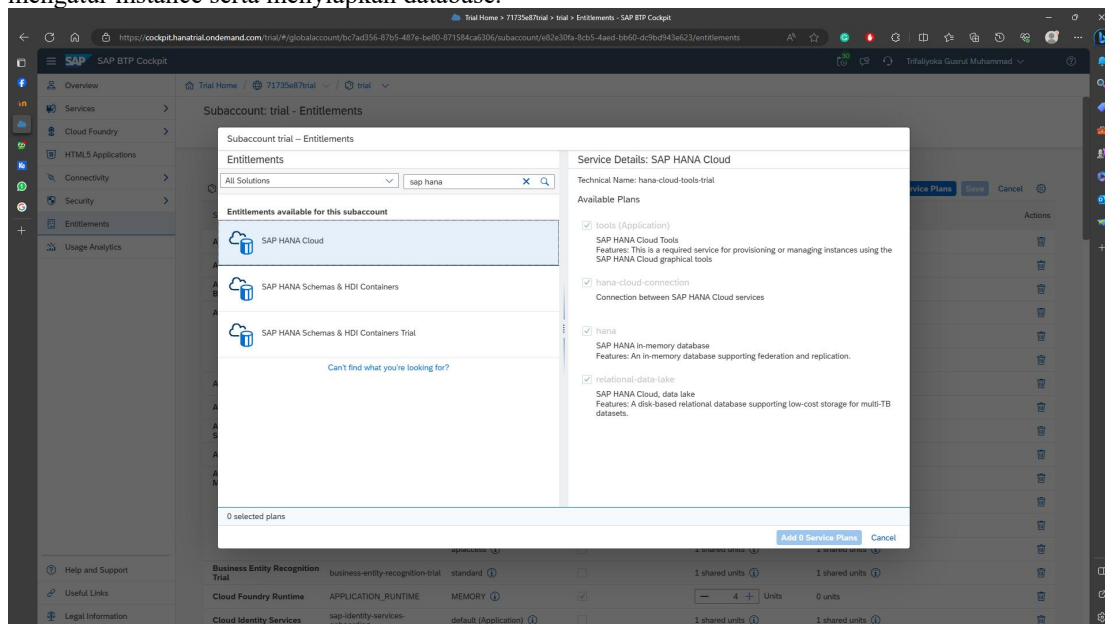 mengatur instance serta menyiapkan database.
Trial Home > 71735e87trial > trial > Entitlements - SAP BTP Cockpit
https://cockpit.hanatrial.ondemand.com/trial/#/globalaccount/bc7ad356-87b5-487e-be80-871584ca6306/subaccount/e82e30fa-8cb5-4aed-bb60-dc9bd943e623/entitlements
SAP SAP BTP Cockpit
30
Trifaliyoka Gusrul Muhammad
Overview
Trial Home / 71735e87trial / trial
Services
Subaccount: trial - Entitlements
Cloud Foundry
HTML5 Applications
Connectivity
Security
Entitlements
Usage Analytics
Service Plans Save Cancel
Actions
Subaccount trial – Entitlements
Entitlements
All Solutions sap hana
Entitlements available for this subaccount
SAP HANA Cloud
SAP HANA Schemas & HDI Containers
SAP HANA Schemas & HDI Containers Trial
Can't find what you're looking for?
Service Details: SAP HANA Cloud
Technical Name: hana-cloud-tools-trial
Available Plans
tools (Application)
SAP HANA Cloud Tools
Features: This is a required service for provisioning or managing instances using the
SAP HANA Cloud graphical tools
hana-cloud-connection
Connection between SAP HANA Cloud services
hana
SAP HANA in-memory database
Features: An in-memory database supporting federation and replication.
relational-data-lake
SAP HANA Cloud, data lake
Features: A disk-based relational database supporting low-cost storage for multi-TB
datasets.
0 selected plans
Add 0 Service Plans Cancel
Business Entity Recognition
Trial
business-entity-recognition-trial standard 1 shared units 1 shared units
Cloud Foundry Runtime APPLICATION_RUNTIME MEMORY 4 Units 0 units
Cloud Identity Services sap-identity-services- default (Application) 1 shared units 1 shared units
Help and Support
Useful Links
Legal Information